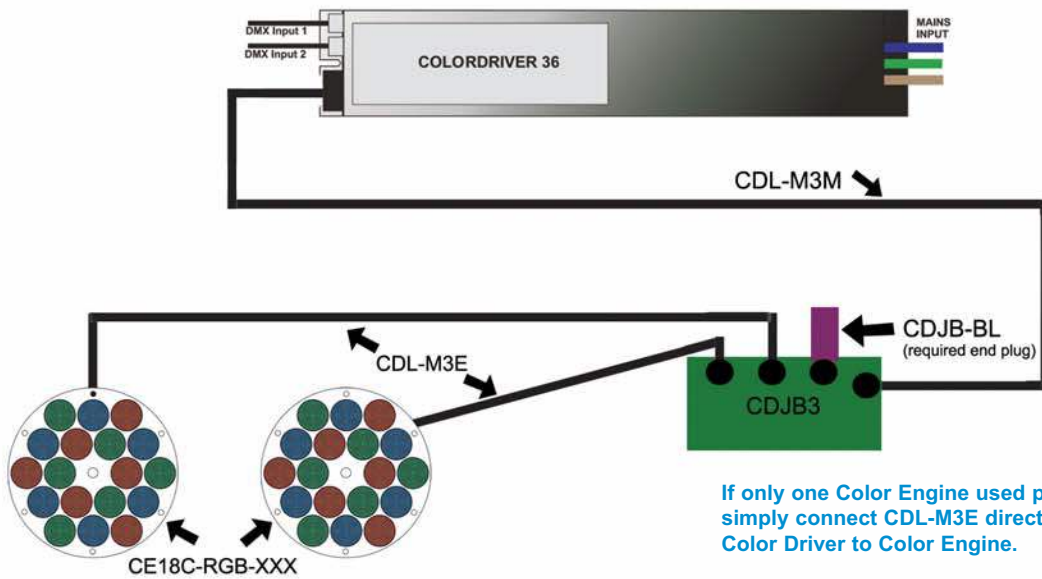 DMX Input 1
DMX Input 2
COLORDRIVER 36
MAINS
INPUT
CDL-M3M
CDL-M3E
CDJB-BL
(required end plug)
CDJB3
CE18C-RGB-XXX
If only one Color Engine used p
simply connect CDL-M3E direct
Color Driver to Color Engine.